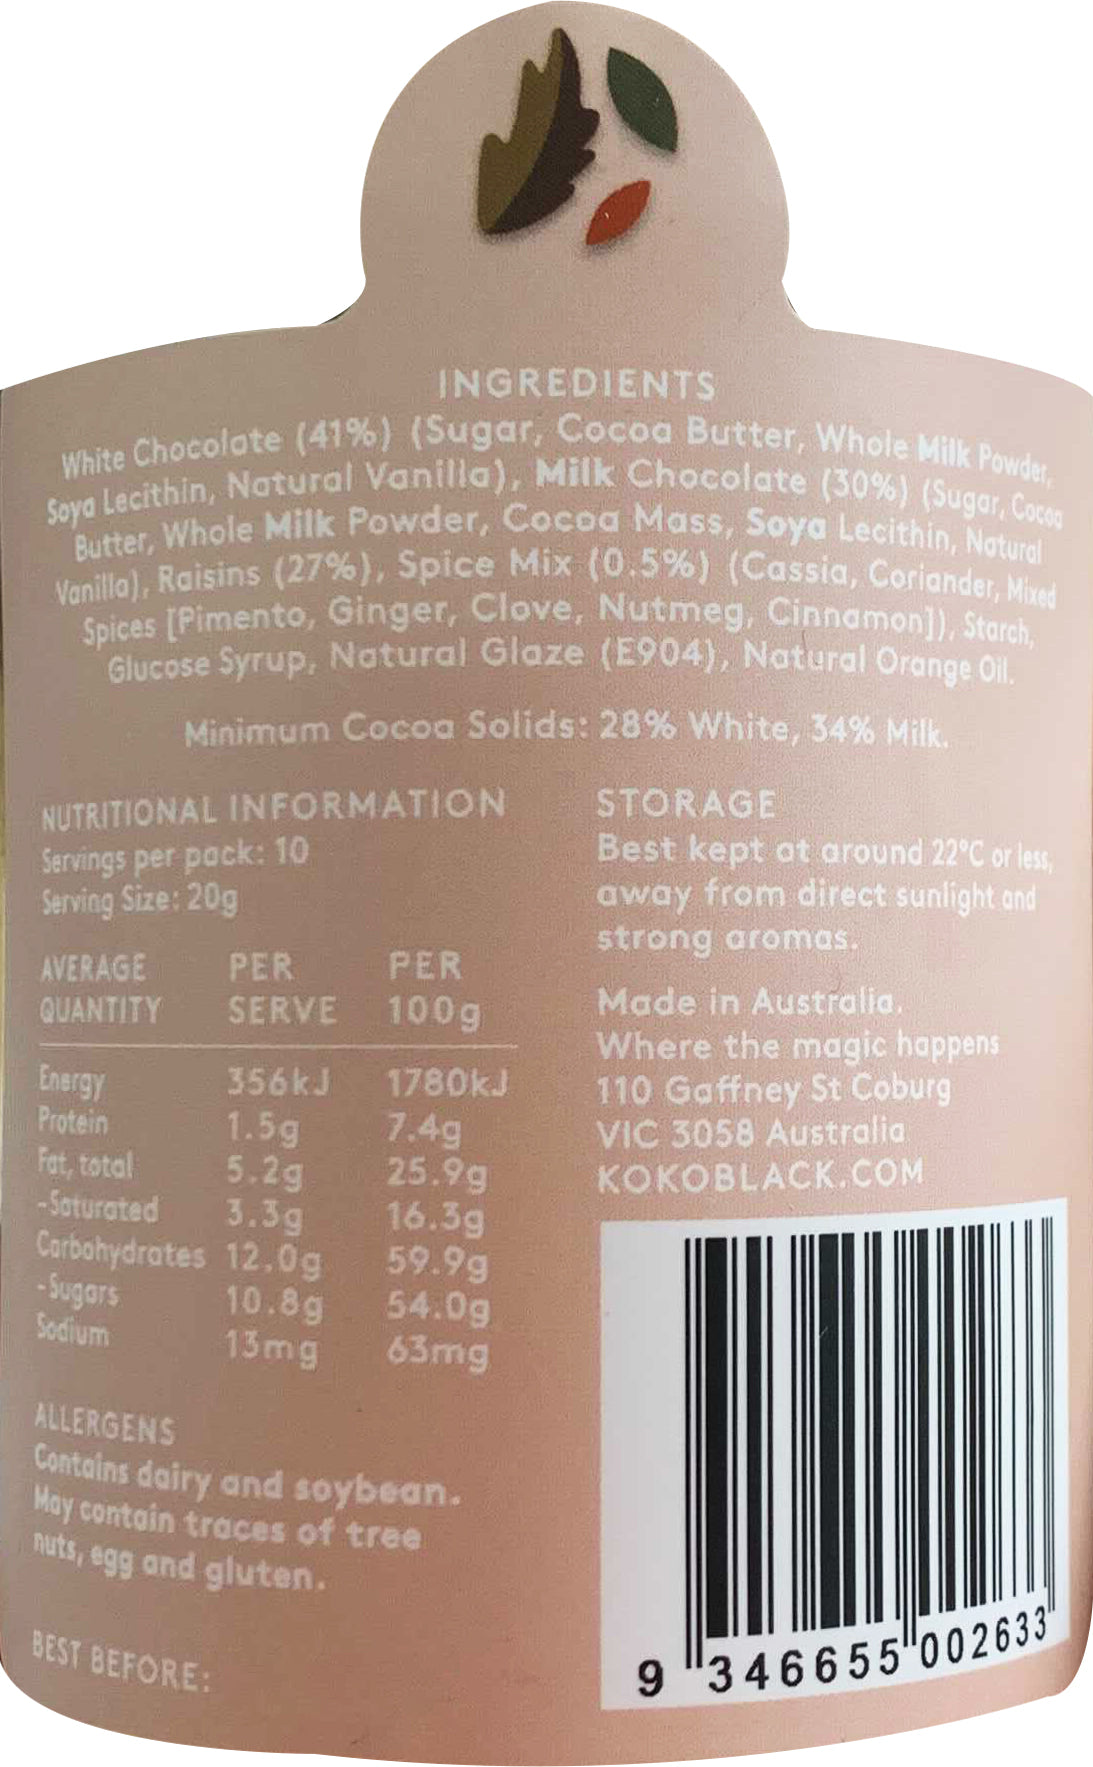 INGREDIENTS
White Chocolate (41%) (Sugar, Cocoa Butter, Whole Milk Powder,
Soya Lecithin, Natural Vanilla), Milk Chocolate (30%) (Sugar, Cocoa
Butter, Whole Milk Powder, Cocoa Mass, Soya Lecithin, Natural
Vanilla), Raisins (27%), Spice Mix (0.5%) (Cassia, Coriander, Mixed
Spices [Pimento, Ginger, Clove, Nutmeg, Cinnamon]), Starch,
Glucose Syrup, Natural Glaze (E904), Natural Orange Oil.
Minimum Cocoa Solids: 28% White, 34% Milk.
NUTRITIONAL INFORMATION
Servings per pack: 10
Serving Size: 20g
AVERAGE PER PER
QUANTITY SERVE 100g
Energy 356kJ 1780kJ
Protein 1.5g 7.4g
Fat, total 5.2g 25.9g
-Saturated 3.3g 16.3g
Carbohydrates 12.0g 59.9g
-Sugars 10.8g 54.0g
Sodium 13mg 63mg
ALLERGENS
Contains dairy and soybean.
May contain traces of tree
nuts, egg and gluten.
BEST BEFORE:
STORAGE
Best kept at around 22°C or less,
away from direct sunlight and
strong aromas.
Made in Australia.
Where the magic happens
110 Gaffney St Coburg
VIC 3058 Australia
KOKOBLACK.COM
9 346655 002633